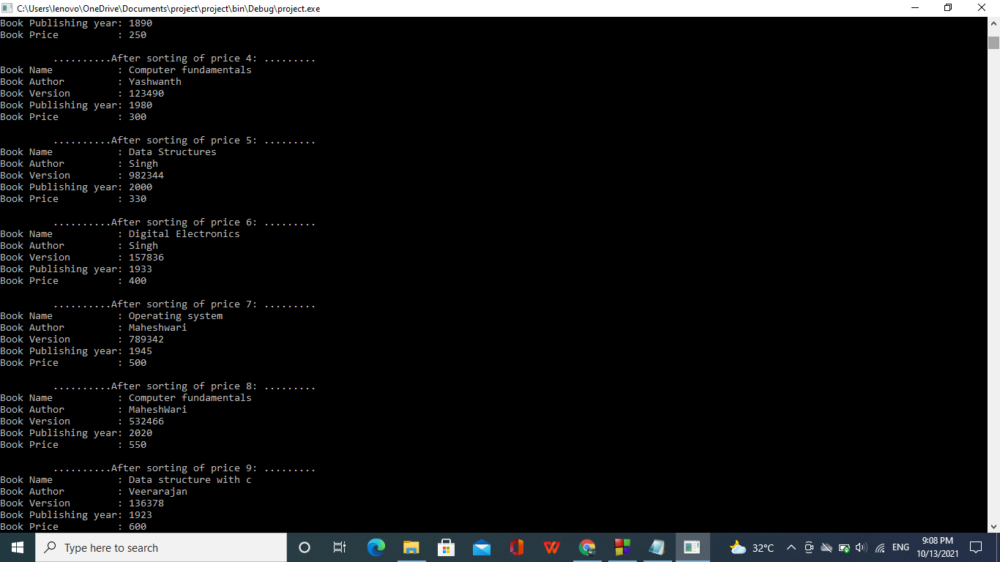 C:\Users\lenovo\OneDrive\Documents\project\project\bin\Debug\project.exe
Book Publishing year: 1890
Book Price          : 250
..........After sorting of price 4: .........
Book Name           : Computer fundamentals
Book Author         : Yashwanth
Book Version        : 123490
Book Publishing year: 1980
Book Price          : 300
..........After sorting of price 5: .........
Book Name           : Data Structures
Book Author         : Singh
Book Version        : 982344
Book Publishing year: 2000
Book Price          : 330
..........After sorting of price 6: .........
Book Name           : Digital Electronics
Book Author         : Singh
Book Version        : 157836
Book Publishing year: 1933
Book Price          : 400
..........After sorting of price 7: .........
Book Name           : Operating system
Book Author         : Maheshwari
Book Version        : 789342
Book Publishing year: 1945
Book Price          : 500
..........After sorting of price 8: .........
Book Name           : Computer fundamentals
Book Author         : MaheshWari
Book Version        : 532466
Book Publishing year: 2020
Book Price          : 550
..........After sorting of price 9: .........
Book Name           : Data structure with c
Book Author         : Veerarajan
Book Version        : 136378
Book Publishing year: 1923
Book Price          : 600
Type here to search
32°C
ENG
9:08 PM
10/13/2021